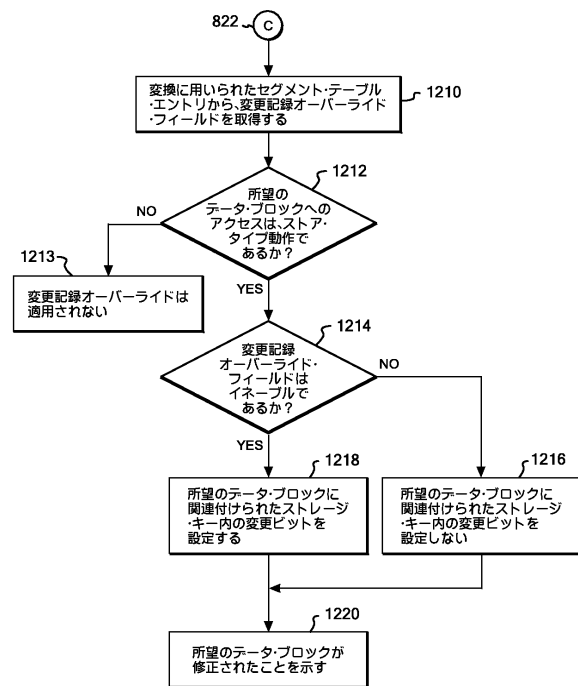 822
C
変換に用いられたセグメント・テーブル
・エントリから、変更記録オーバーライド
・フィールドを取得する
1210
1212
所望の
データ・ブロックへの
アクセスは、ストア・
タイプ動作で
あるか？
NO
1213
変更記録オーバーライドは
適用されない
YES
1214
変更記録
オーバーライド・
フィールドは
イネーブルで
あるか？
NO
YES
1218
所望のデータ・ブロックに
関連付けられたストレージ
・キー内の変更ビットを
設定する
1216
所望のデータ・ブロックに
関連付けられたストレージ
・キー内の変更ビットを
設定しない
1220
所望のデータ・ブロックが
修正されたことを示す